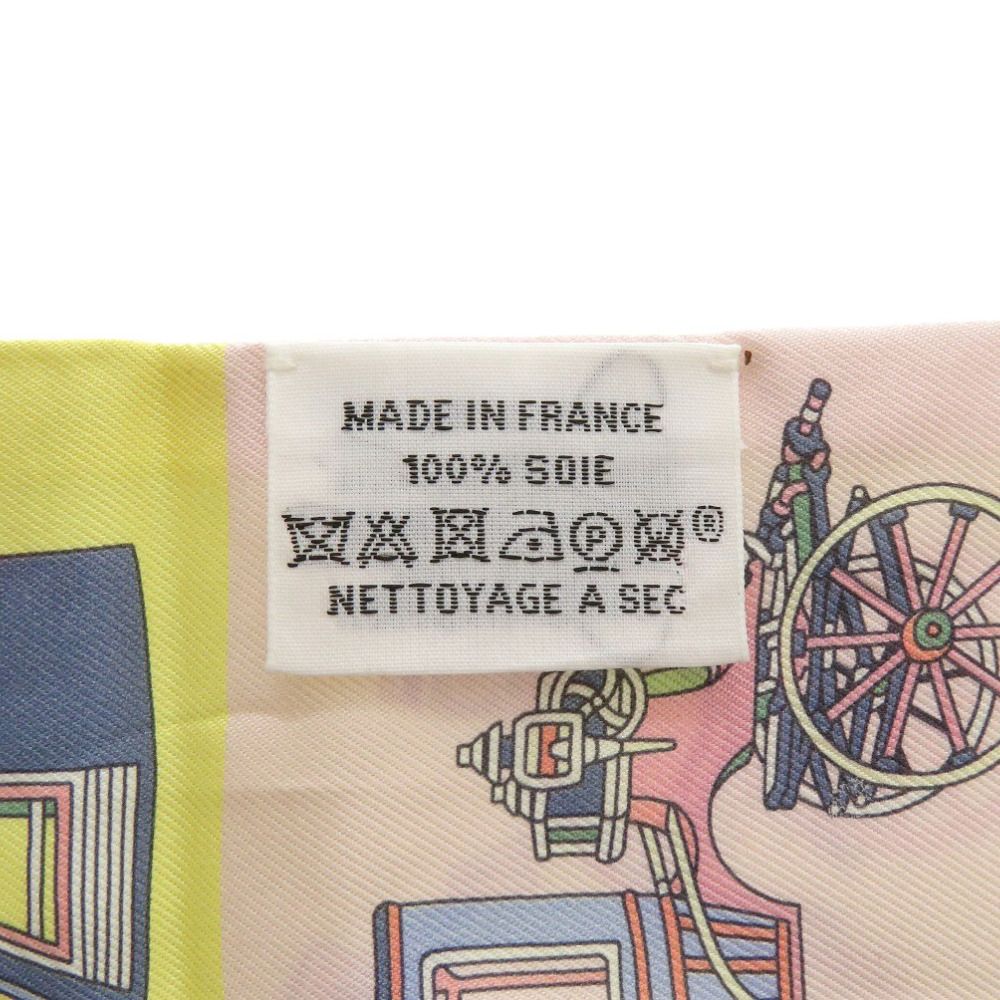 MADE IN FRANCE
100% SOIE
P ®
NETTOYAGE A SEC